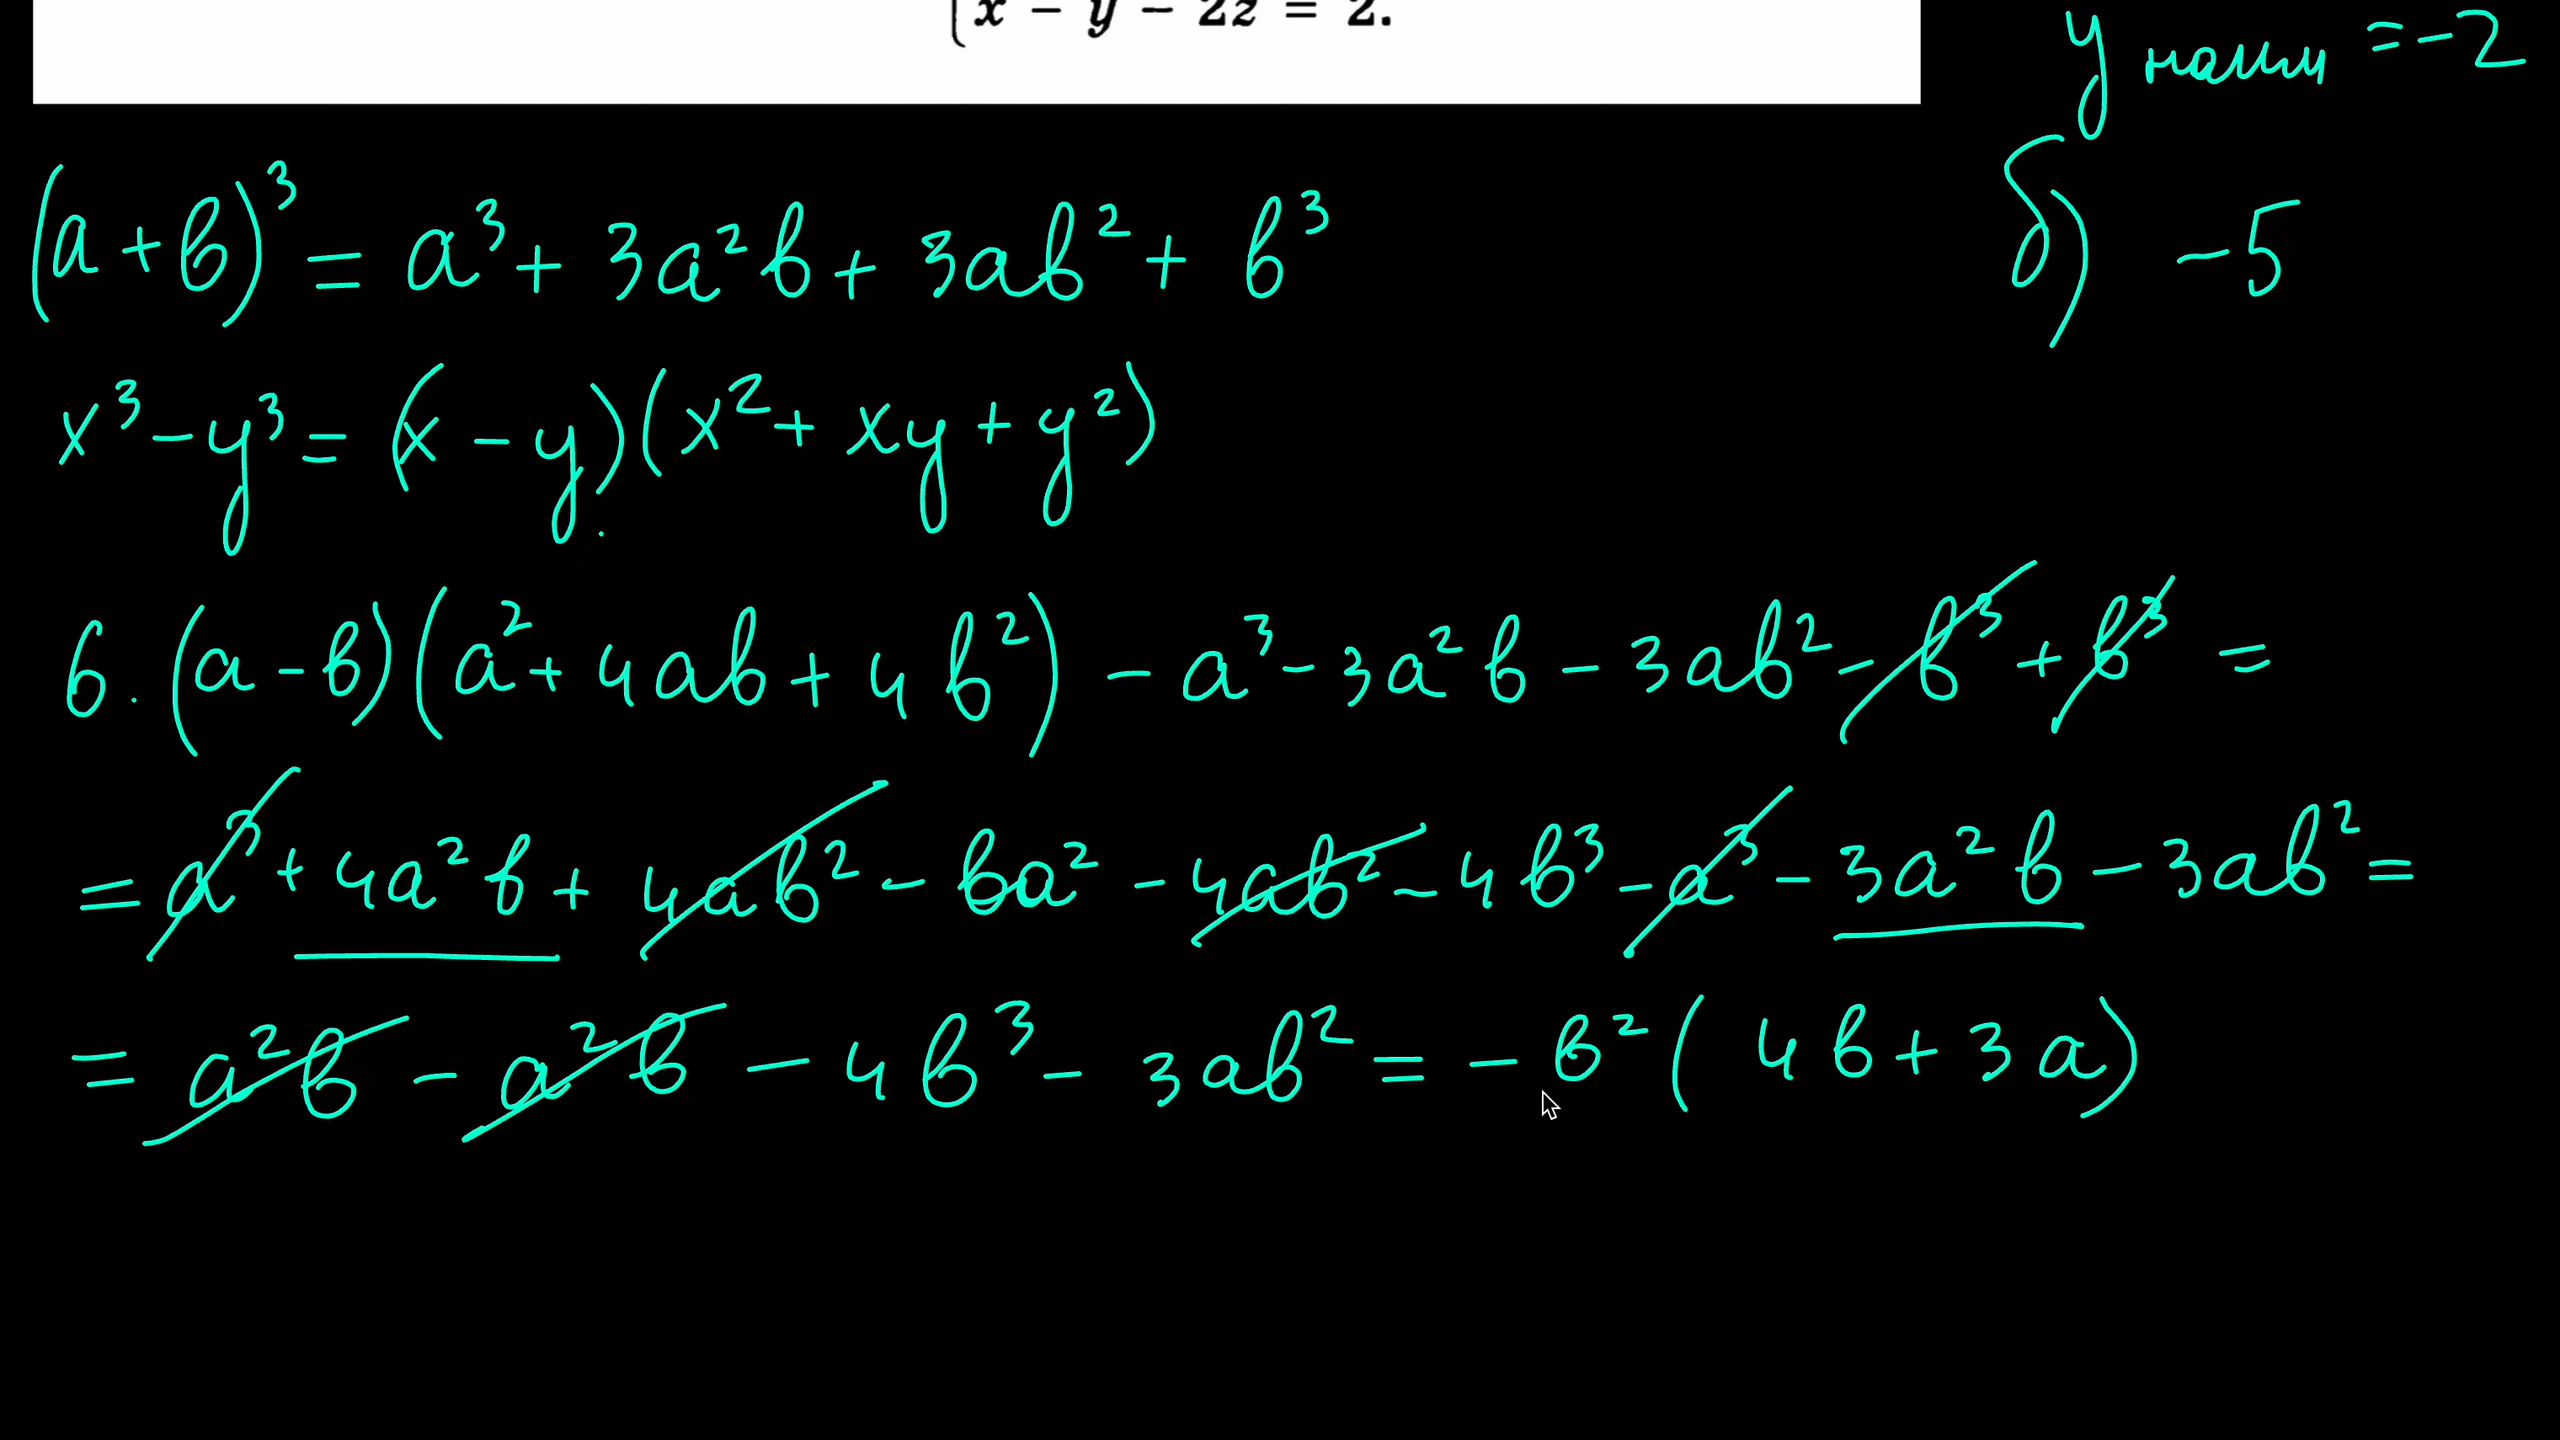 x − y − 2z = 2.
y наим = -2
б) -5
(a + b)³ = a³ + 3a²b + 3ab² + b³
x³ - y³ = (x - y)(x² + xy + y²)
6. (a - b)(a² + 4ab + 4b²) - a³ - 3a²b - 3ab² - b³ + b³ =
= a³ + 4a²b + 4ab² - ba² - 4ab² - 4b³ - a³ - 3a²b - 3ab² =
= a²b - a²b - 4b³ - 3ab² = - b² (4b + 3a)